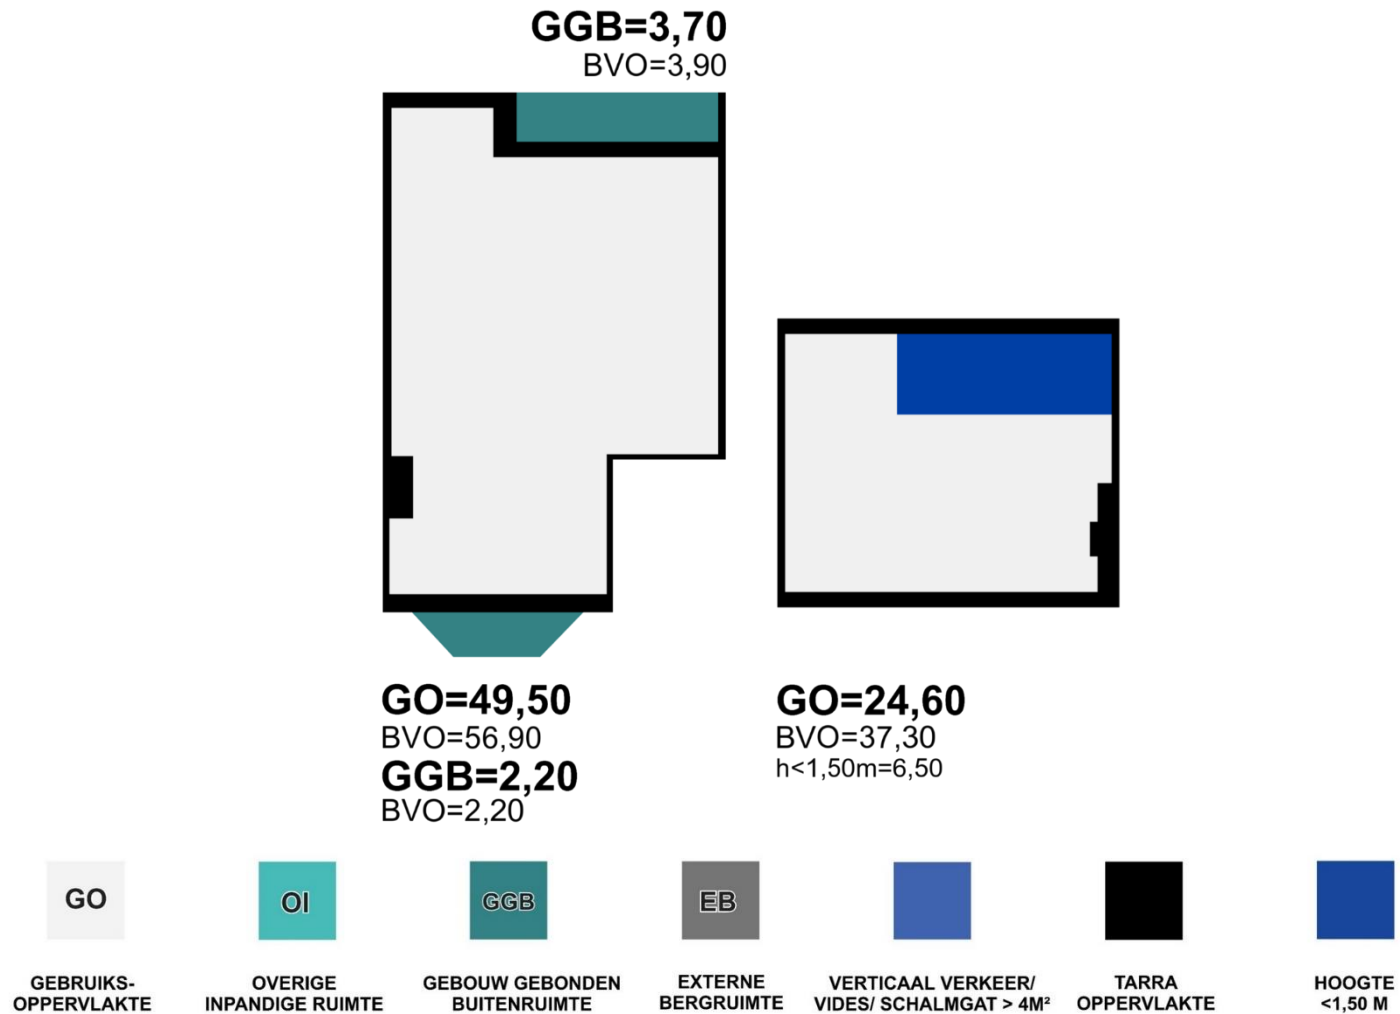 GGB=3,70
BVO=3,90
GO=49,50
BVO=56,90
GGB=2,20
BVO=2,20
GO=24,60
BVO=37,30
h<1,50m=6,50
GO
GEBRUIKS-
OPPERVLAKTE
OI
OVERIGE
INPANDIGE RUIMTE
GGB
GEBOUW GEBONDEN
BUITENRUIMTE
EB
EXTERNE
BERGRUIMTE
VERTICAAL VERKEER/
VIDES/ SCHALMGAT > 4M²
TARRA
OPPERVLAKTE
HOOGTE
<1,50 M